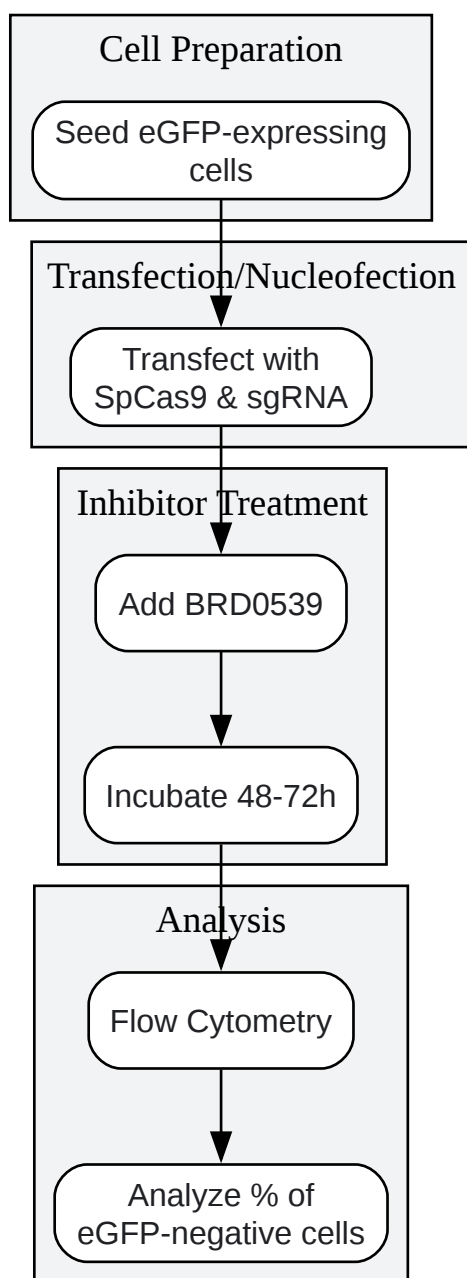 Cell Preparation
Seed eGFP-expressing
cells
Transfection/Nucleofection
Transfect with
SpCas9 & sgRNA
Inhibitor Treatment
Add BRD0539
Incubate 48-72h
Analysis
Flow Cytometry
Analyze % of
eGFP-negative cells